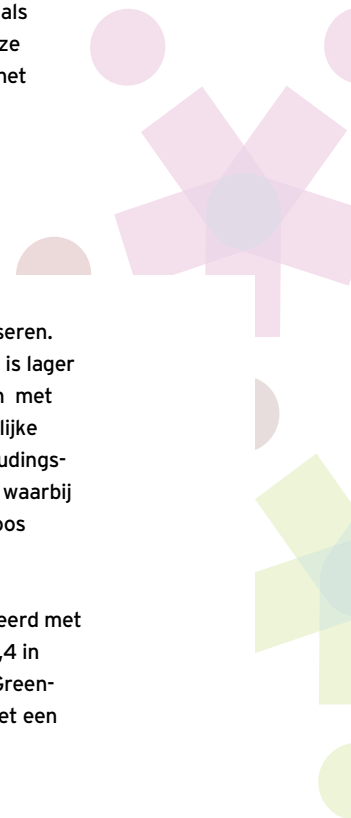 als
ze
net
seren.
is lager
n met
lijke
udings-
waarbij
oos
eerd met
,4 in
Green-
et een